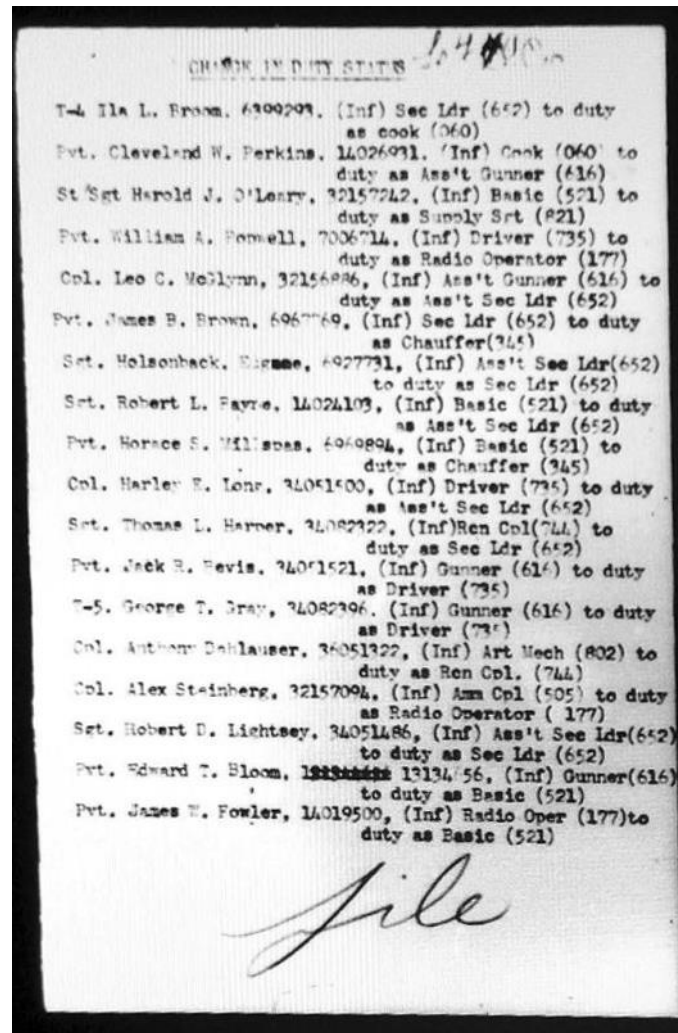 CHANGE IN DUTY STATUS
T-4 Ila L. Broom, 6399293, (Inf) Sec Ldr (652) to duty
as cook (060)
Pvt. Cleveland W. Perkins, 14026931, (Inf) Cook (060) to
duty as Ass't Gunner (616)
St Sgt Harold J. O'Leary, 32157242, (Inf) Basic (521) to
duty as Supply Srt (821)
Pvt. William A. 7006714, (Inf) Driver (735) to
duty as Radio Operator (177)
Cpl. Leo C. McGlynn, 32156886, (Inf) Ass't Gunner (616) to
duty as Ass't Sec Ldr (652)
Pvt. James B. Brown, (Inf) Sec Ldr (652) to duty
as Chauffer(345)
Sgt. Holsonback, Eugene, 6927731, (Inf) Ass't Sec Ldr(652)
to duty as Sec Ldr (652)
Sgt. Robert L. Payne, 14024103, (Inf) Basic (521) to duty
as Ass't Sec Ldr (652)
Pvt. Horace S. 6969894, (Inf) Basic (521) to
duty as Chauffer (345)
Cpl. Harley E. Long, 34051500, (Inf) Driver (735) to duty
as Ass't Sec Ldr (652)
Sgt. Thomas L. Harper, 34082322, (Inf)Rcn Cpl(744) to
duty as Sec Ldr (652)
Pvt. Jack R. Bevis, 34051521, (Inf) Gunner (616) to duty
as Driver (735)
T-5. George T. Gray, 34082396, (Inf) Gunner (616) to duty
as Driver (735)
Cpl. Anthony Dahlauser, 36051322, (Inf) Art Mech (802) to
duty as Rcn Cpl. (744)
Cpl. Alex Steinberg, 32157094, (Inf) Amm Cpl (505) to duty
as Radio Operator ( 177)
Sgt. Robert D. Lightsey, 34051486, (Inf) Ass't Sec Ldr(652)
to duty as Sec Ldr (652)
Pvt. Edward T. Bloom, (Inf) Gunner(616)
to duty as Basic (521)
Pvt. James W. Fowler, 14019500, (Inf) Radio Oper (177)to
duty as Basic (521)
file